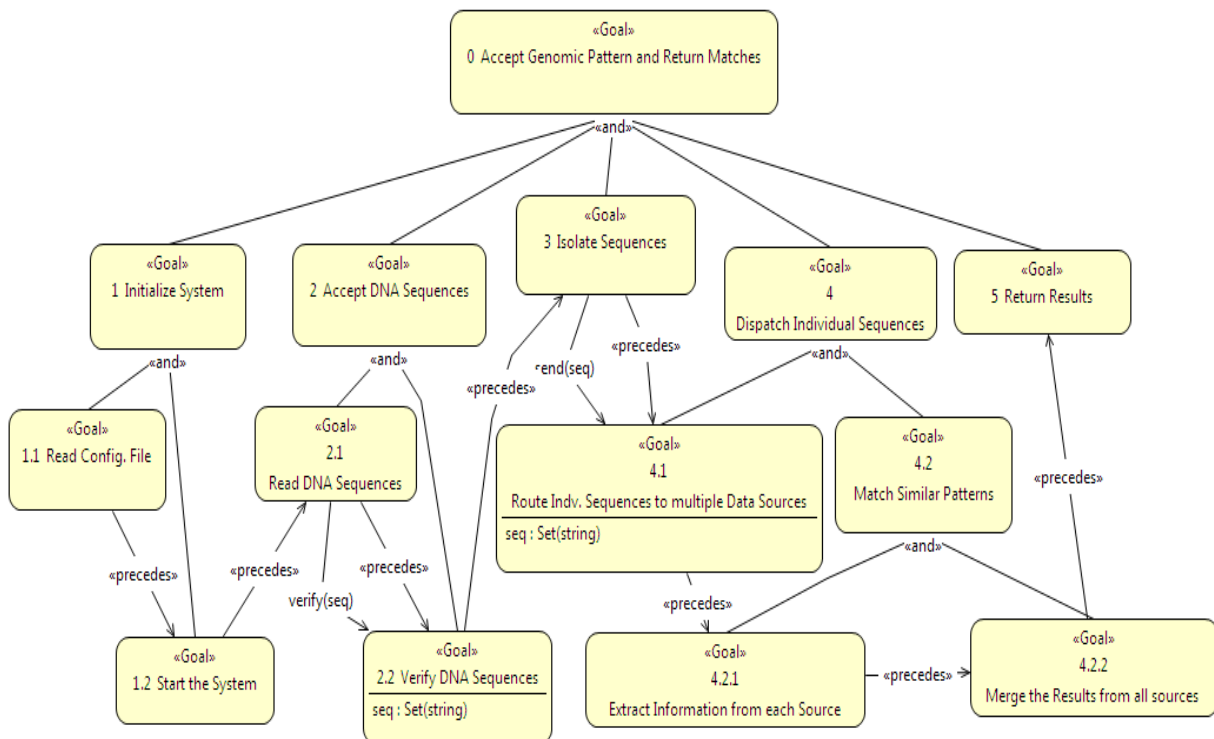 «Goal»
0 Accept Genomic Pattern and Return Matches
«and»
«Goal»
3 Isolate Sequences
«Goal»
1 Initialize System
«Goal»
2 Accept DNA Sequences
«Goal»
4
Dispatch Individual Sequences
«Goal»
5 Return Results
«and»
«and»
«precedes»
rend(seq)
«precedes»
«and»
«Goal»
1.1 Read Config. File
«Goal»
2.1
Read DNA Sequences
«Goal»
4.1
Route Indv. Sequences to multiple Data Sources
seq : Set(string)
«Goal»
4.2
Match Similar Patterns
«precedes»
«precedes»
«precedes»
«precedes»
verify(seq)
«and»
«precedes»
«Goal»
1.2 Start the System
«Goal»
2.2 Verify DNA Sequences
seq : Set(string)
«Goal»
4.2.1
Extract Information from each Source
«precedes»
«Goal»
4.2.2
Merge the Results from all sources